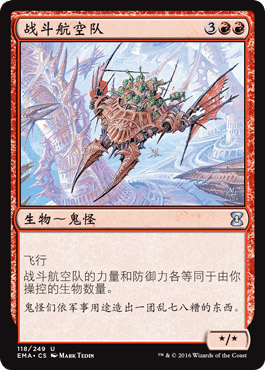 战斗航空队 3
生物～鬼怪
飞行
战斗航空队的力量和防御力各等同于由你
操控的生物数量。
鬼怪们依军事用途造出一团乱七八糟的东西。
*/*
118/249 U
EMA • CS MARK TEDIN
™ & © 2016 Wizards of the Coast